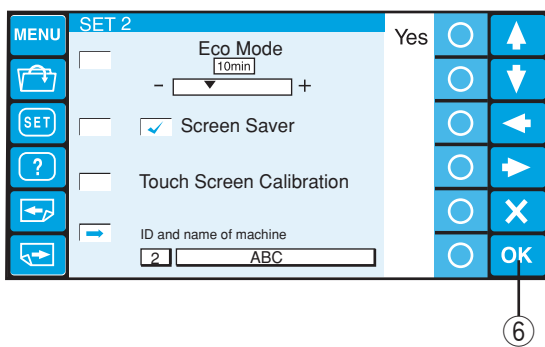 MENU
SET 2
Yes
Eco Mode
10min
- +
SET
Screen Saver
?
Touch Screen Calibration
ID and name of machine
2 ABC
OK
6